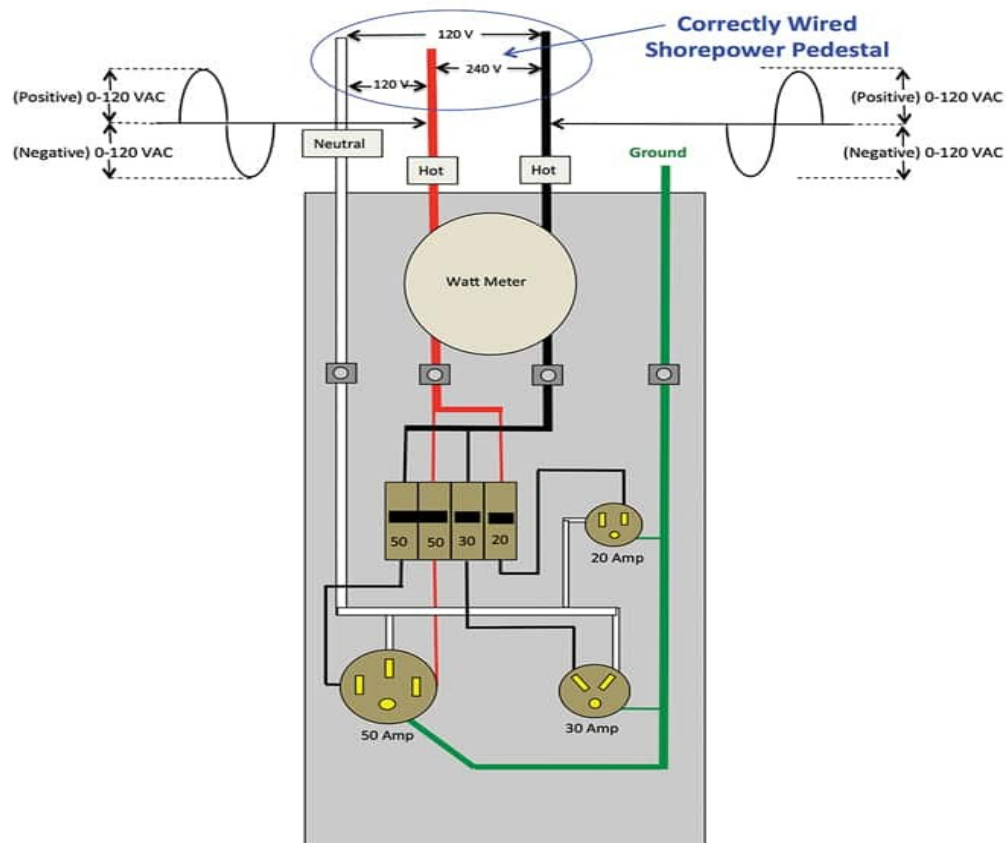 Correctly Wired
Shorepower Pedestal
120 V
240 V
120 V
(Positive) 0-120 VAC
(Negative) 0-120 VAC
(Positive) 0-120 VAC
(Negative) 0-120 VAC
Neutral
Hot
Hot
Ground
Watt Meter
50 50 30 20
20 Amp
50 Amp
30 Amp